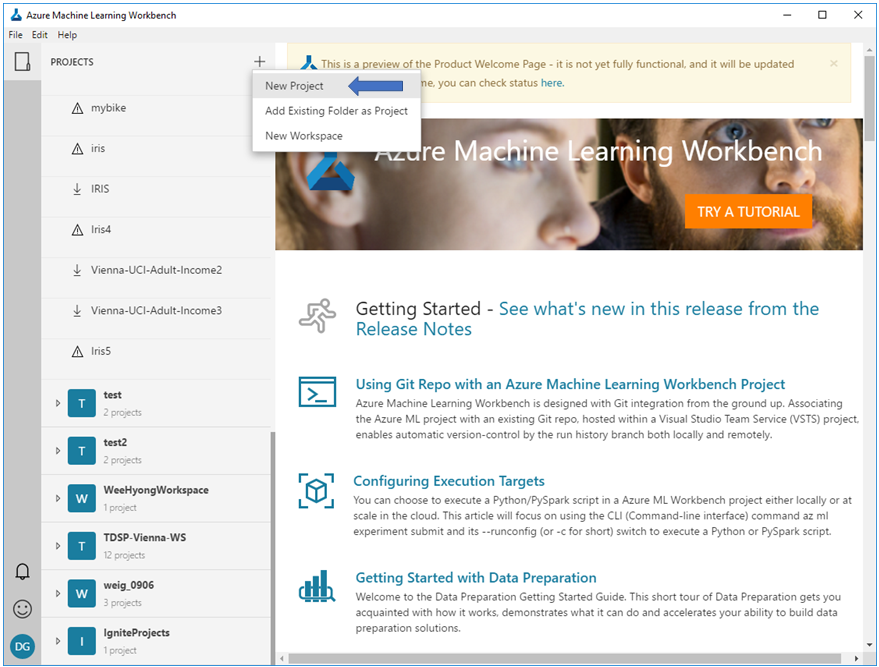 Azure Machine Learning Workbench
File Edit Help
PROJECTS
New Project
Add Existing Folder as Project
New Workspace
mybike
iris
IRIS
Iris4
Vienna-UCI-Adult-Income2
Vienna-UCI-Adult-Income3
Iris5
T
test
2 projects
T
test2
2 projects
W
WeeHyongWorkspace
1 project
T
TDSP-Vienna-WS
12 projects
W
weig_0906
3 projects
I
IgniteProjects
1 project
DG
This is a preview of the Product Welcome Page - it is not yet fully functional, and it will be updated
me, you can check status here.
Azure Machine Learning Workbench
TRY A TUTORIAL
Getting Started - See what's new in this release from the
Release Notes
Using Git Repo with an Azure Machine Learning Workbench Project
Azure Machine Learning Workbench is designed with Git integration from the ground up. Associating
the Azure ML project with an existing Git repo, hosted within a Visual Studio Team Service (VSTS) project,
enables automatic version-control by the run history branch both locally and remotely.
Configuring Execution Targets
You can choose to execute a Python/PySpark script in a Azure ML Workbench project either locally or at
scale in the cloud. This article will focus on using the CLI (Command-line interface) command az ml
experiment submit and its --runconfig (or -c for short) switch to execute a Python or PySpark script.
Getting Started with Data Preparation
Welcome to the Data Preparation Getting Started Guide. This short tour of Data Preparation gets you
acquainted with how it works, demonstrates what it can do and accelerates your ability to build data
preparation solutions.